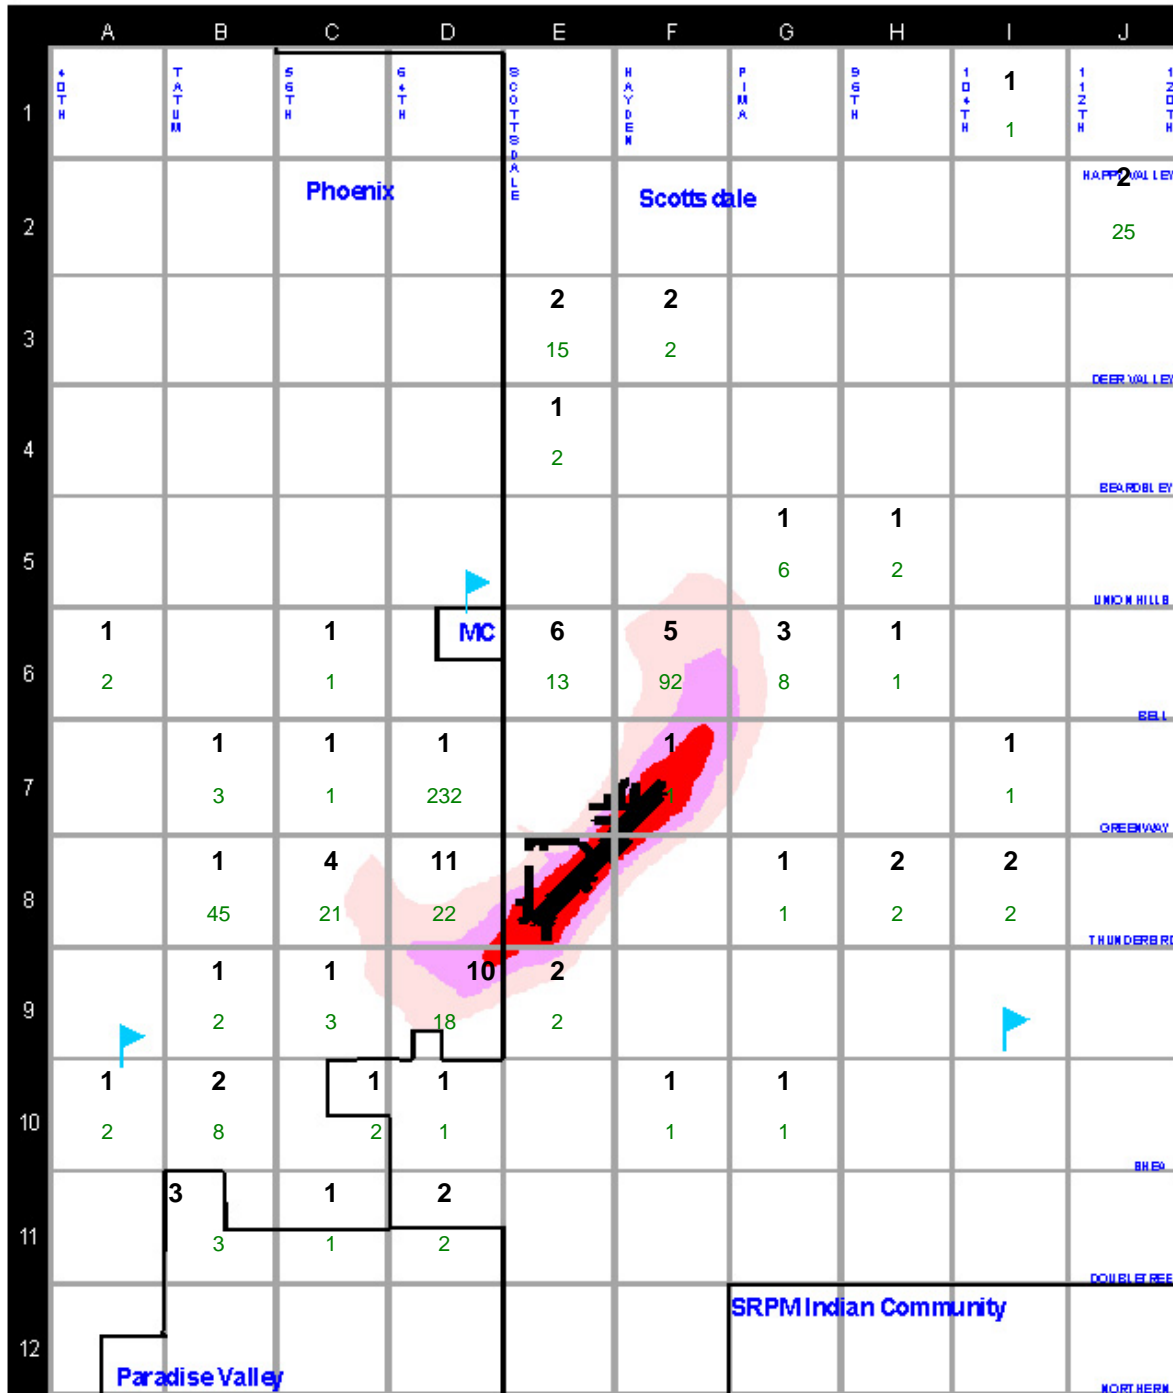 A B C D E F G H I J
1
40TH TATUM 56TH 64TH SCOTTSDALE HAYDEN PIMA 96TH 104TH 112TH 120TH
1
1
2
Phoenix Scottsdale
HAPPY VALLEY
2
25
3
2 2
15 2
DEER VALLEY
4
1
2
BEARDSLEY
5
1 1
6 2
UNION HILLS
6
1 1 MC 6 5 3 1
2 1 13 92 8 1
BELL
7
1 1 1 1 1
3 1 232 1 1
GREENWAY
8
1 4 11 1 2 2
45 21 22 1 2 2
THUNDERBIRD
9
1 1 10 2
2 3 18 2
10
1 2 1 1 1 1
2 8 2 1 1 1
SHEA
11
3 1 2
3 1 2
DOUBLETREE
12
SRPM Indian Community
Paradise Valley
NORTHERN